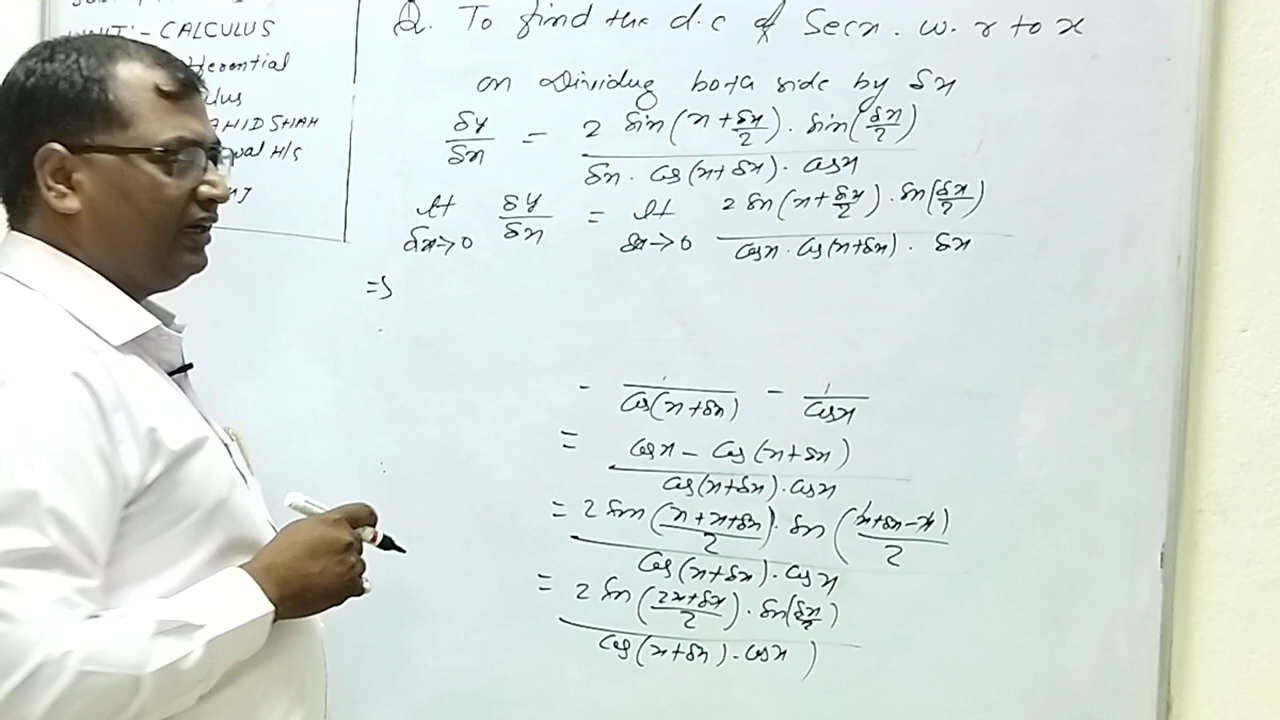 UNIT:- CALCULUS
Q. To find the d.c of Secx. w. r to x
on Dividing both side by δx
δy/δx = 2 sin(x+δx/2). sin(δx/2) / δx. cos(x+δx). cosx
lt δx→0 δy/δx = lt δx→0 2 sin(x+δx/2). sin(δx/2) / cosx. cos(x+δx). δx
=>
- 1/cos(x+δx) - 1/cosx
= cosx - cos(x+δx) / cos(x+δx). cosx
= 2 sin(x+x+δx/2). sin(x+δx-x/2) / cos(x+δx). cosx
= 2 sin(2x+δx/2). sin(δx/2) / cos(x+δx). cosx)